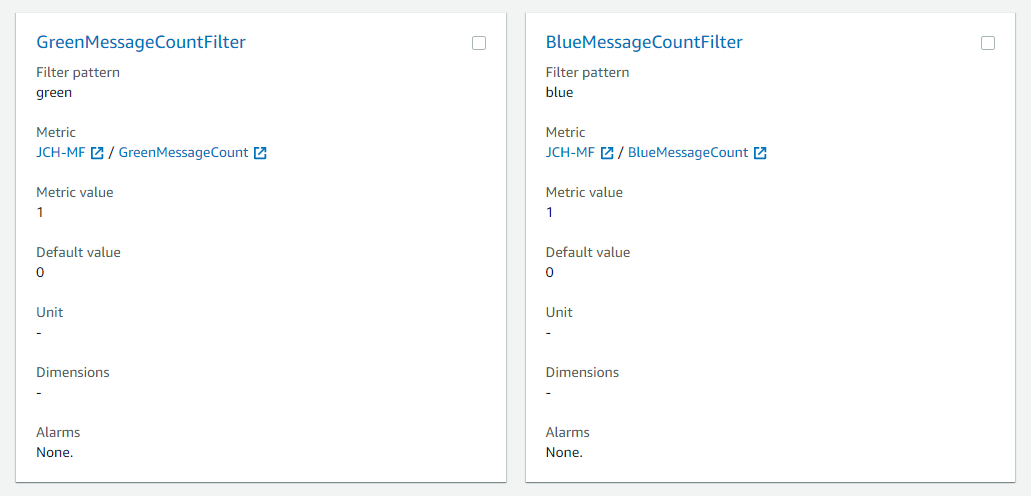 GreenMessageCountFilter
Filter pattern
green
Metric
JCH-MF / GreenMessageCount
Metric value
1
Default value
0
Unit
-
Dimensions
-
Alarms
None.
BlueMessageCountFilter
Filter pattern
blue
Metric
JCH-MF / BlueMessageCount
Metric value
1
Default value
0
Unit
-
Dimensions
-
Alarms
None.